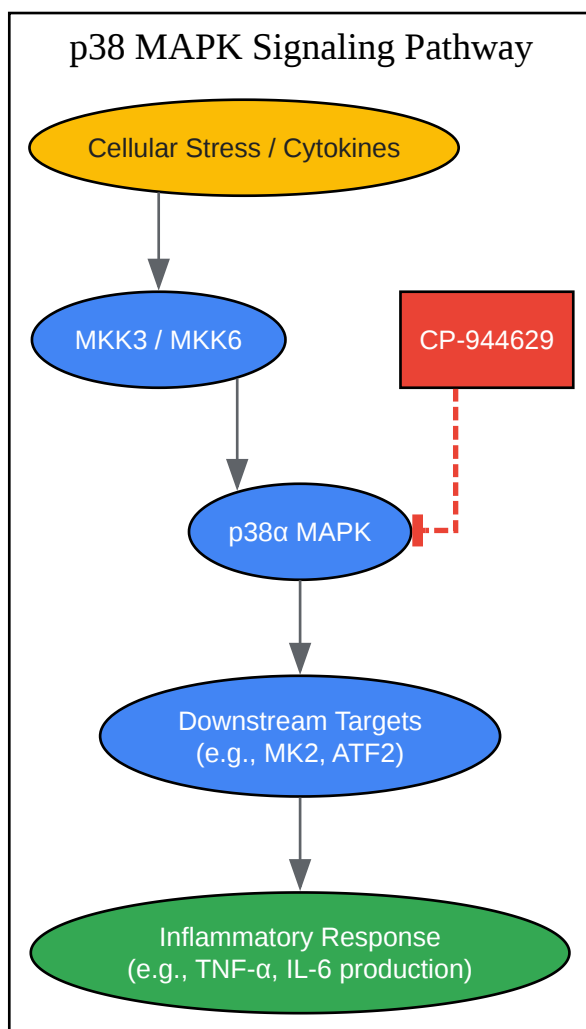 p38 MAPK Signaling Pathway
Cellular Stress / Cytokines
MKK3 / MKK6
CP-944629
p38α MAPK
Downstream Targets
(e.g., MK2, ATF2)
Inflammatory Response
(e.g., TNF-α, IL-6 production)